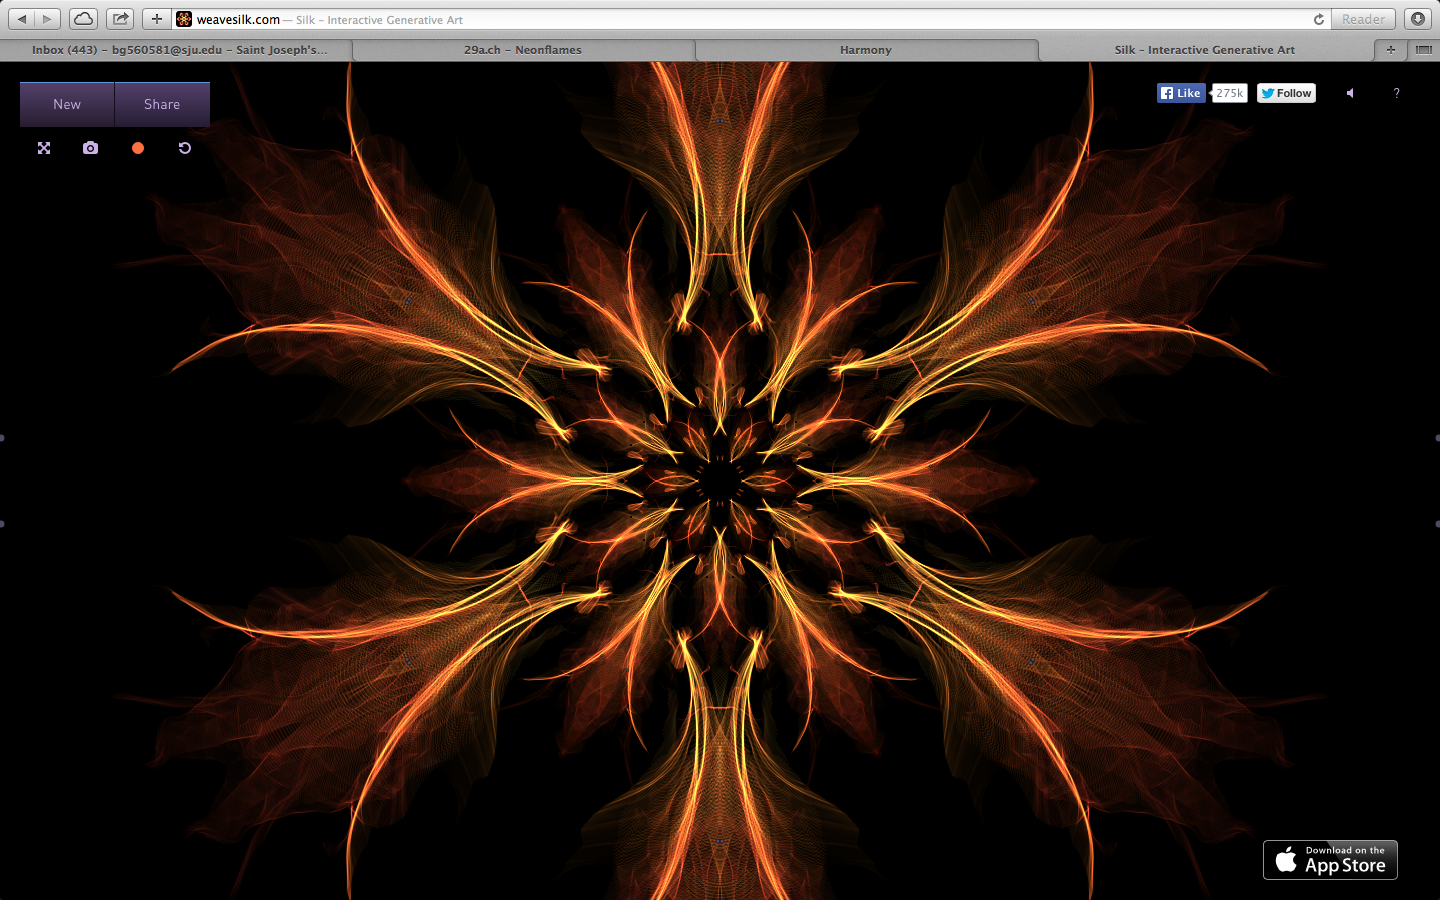 weavesilk.com — Silk – Interactive Generative Art
Reader
Inbox (443) – bg560581@sju.edu – Saint Joseph's...
29a.ch – Neonflames
Harmony
Silk – Interactive Generative Art
New
Share
Like
275k
Follow
?
Download on the
App Store